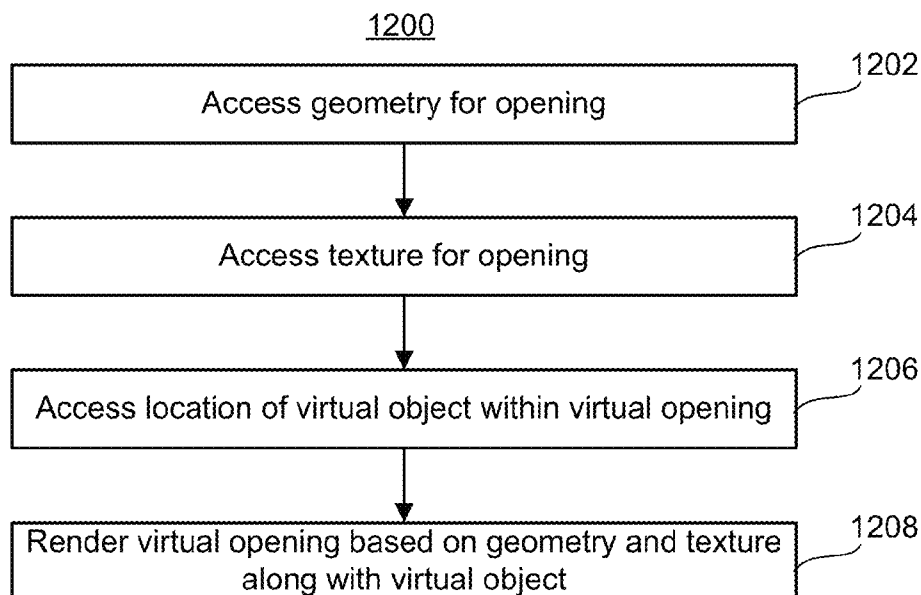 1200
1202
Access geometry for opening
1204
Access texture for opening
1206
Access location of virtual object within virtual opening
1208
Render virtual opening based on geometry and texture
along with virtual object